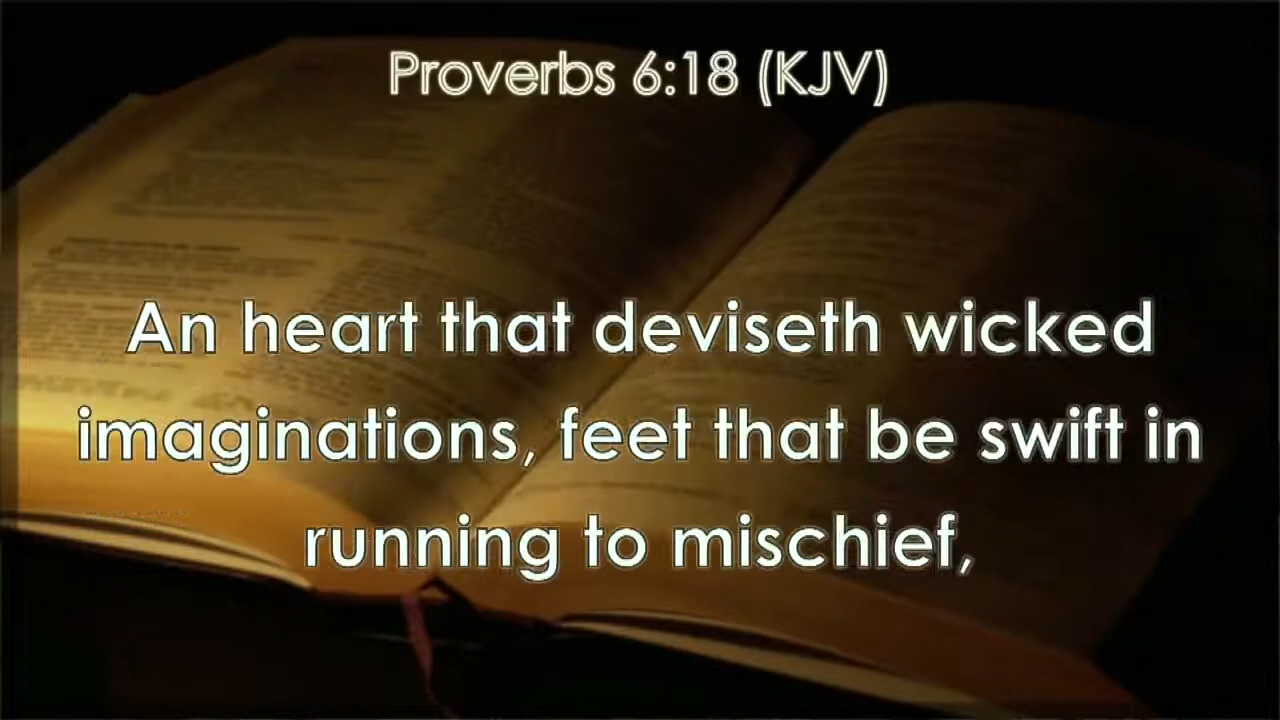 Proverbs 6:18 (KJV)
An heart that deviseth wicked
imaginations, feet that be swift in
running to mischief,